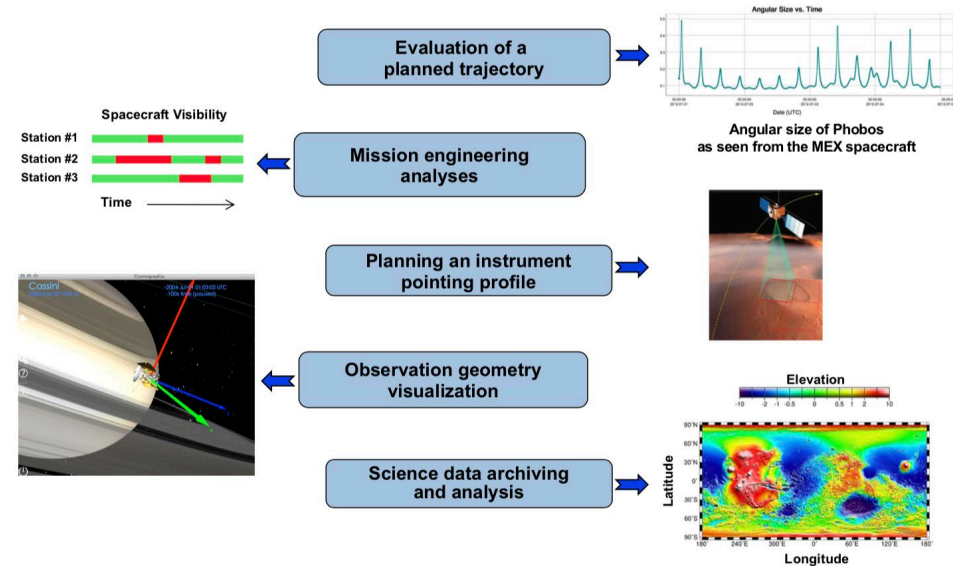 Evaluation of a
planned trajectory
Angular Size vs. Time
Date (UTC)
Angular size of Phobos
as seen from the MEX spacecraft
Spacecraft Visibility
Station #1
Station #2
Station #3
Time
Mission engineering
analyses
Planning an instrument
pointing profile
Cassini
Observation geometry
visualization
Science data archiving
and analysis
Elevation
-10 -2 -1 -0.5 0 0.5 1 2 10
Latitude
90˚N
60˚N
30˚N
0˚
30˚S
60˚S
90˚S
180˚ 240˚E 300˚E 0˚ 60˚E 120˚E 180˚
Longitude